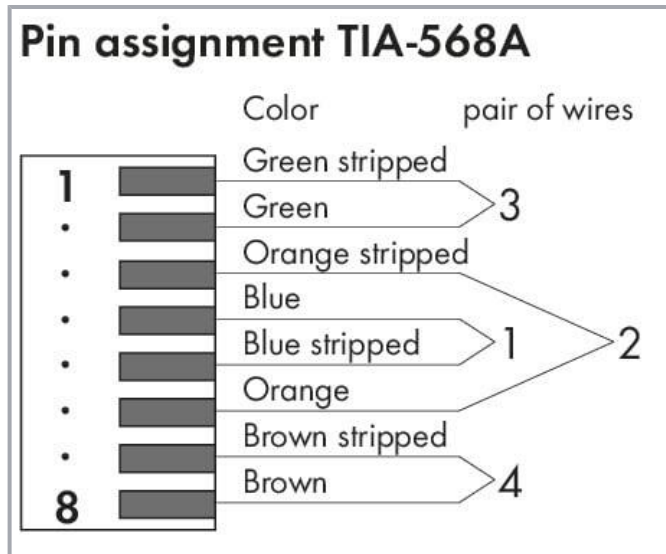 Pin assignment TIA-568A
Color pair of wires
1 Green stripped
Green 3
Orange stripped
Blue
Blue stripped 1 2
Orange
Brown stripped
8 Brown 4